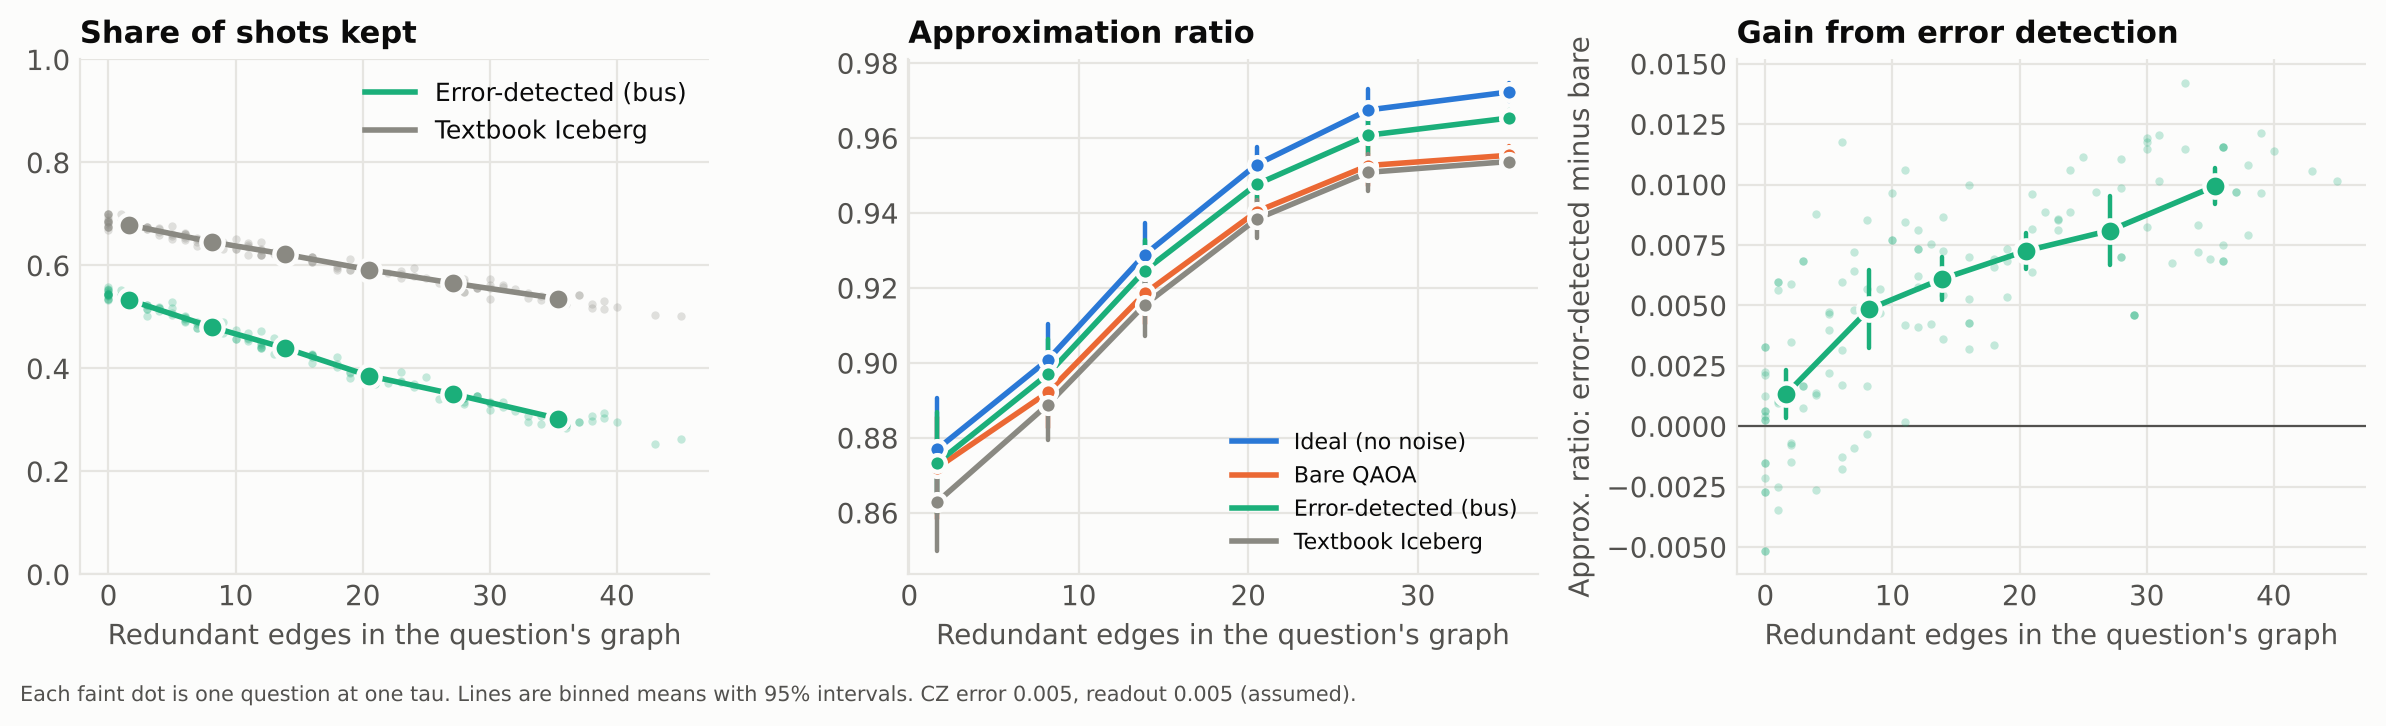 Share of shots kept
1.0
0.8
0.6
0.4
0.2
0.0
0 10 20 30 40
Redundant edges in the question's graph
Error-detected (bus)
Textbook Iceberg
Approximation ratio
0.98
0.96
0.94
0.92
0.90
0.88
0.86
0 10 20 30
Redundant edges in the question's graph
Ideal (no noise)
Bare QAOA
Error-detected (bus)
Textbook Iceberg
Gain from error detection
Approx. ratio: error-detected minus bare
0.0150
0.0125
0.0100
0.0075
0.0050
0.0025
0.0000
−0.0025
−0.0050
0 10 20 30 40
Redundant edges in the question's graph
Each faint dot is one question at one tau. Lines are binned means with 95% intervals. CZ error 0.005, readout 0.005 (assumed).